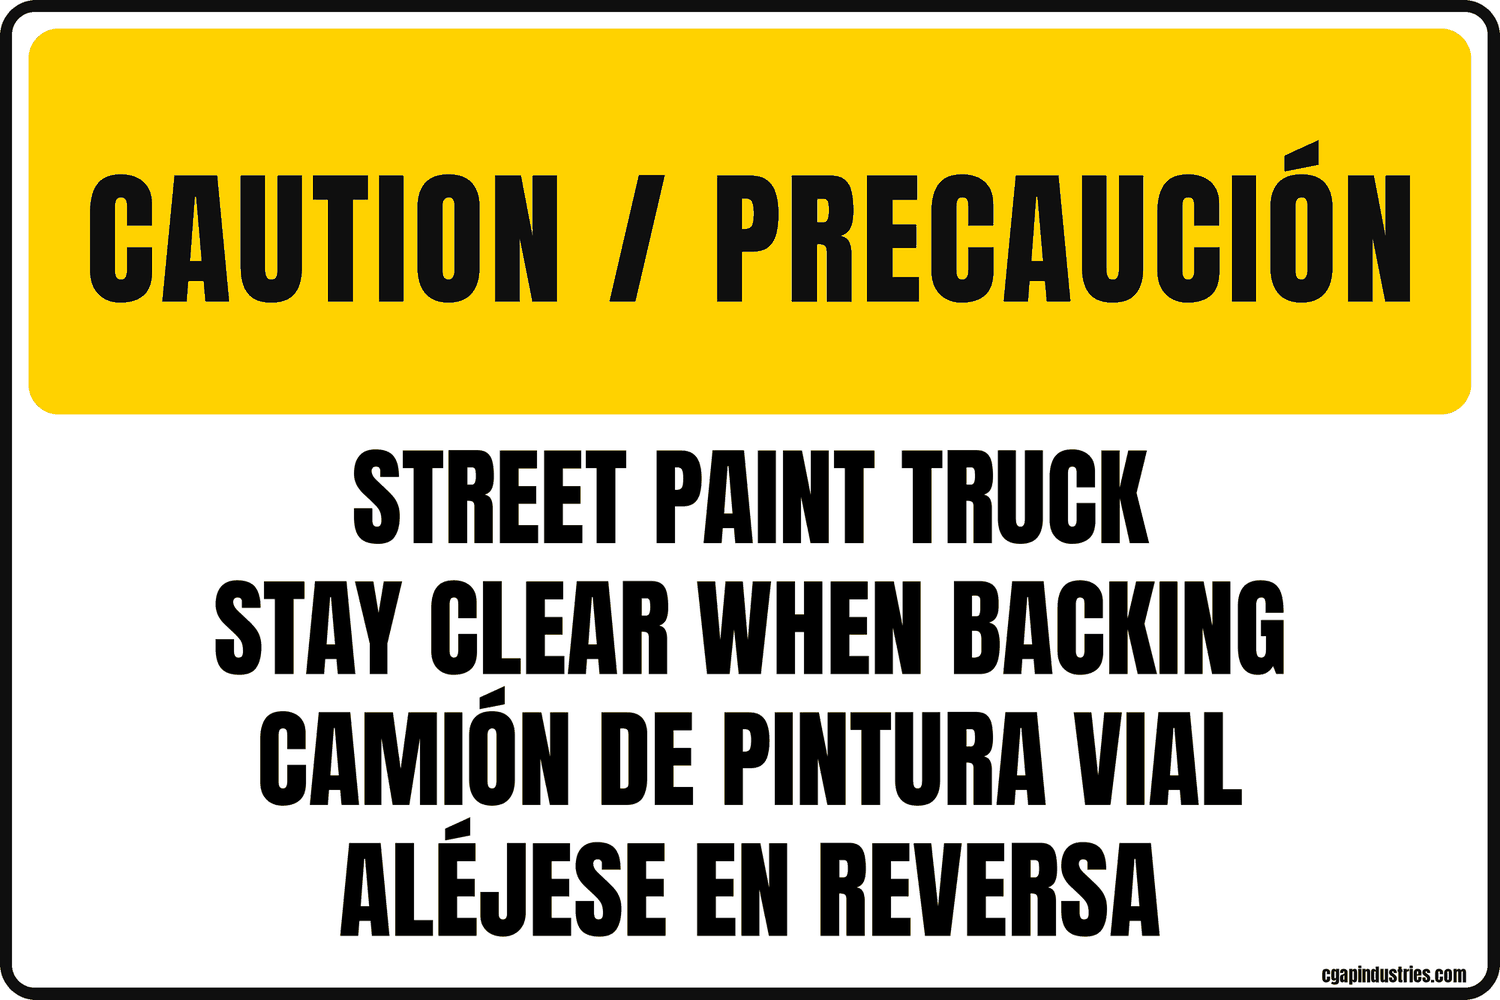 CAUTION / PRECAUCIÓN
STREET PAINT TRUCK
STAY CLEAR WHEN BACKING
CAMIÓN DE PINTURA VIAL
ALÉJESE EN REVERSA
cgapindustries.com